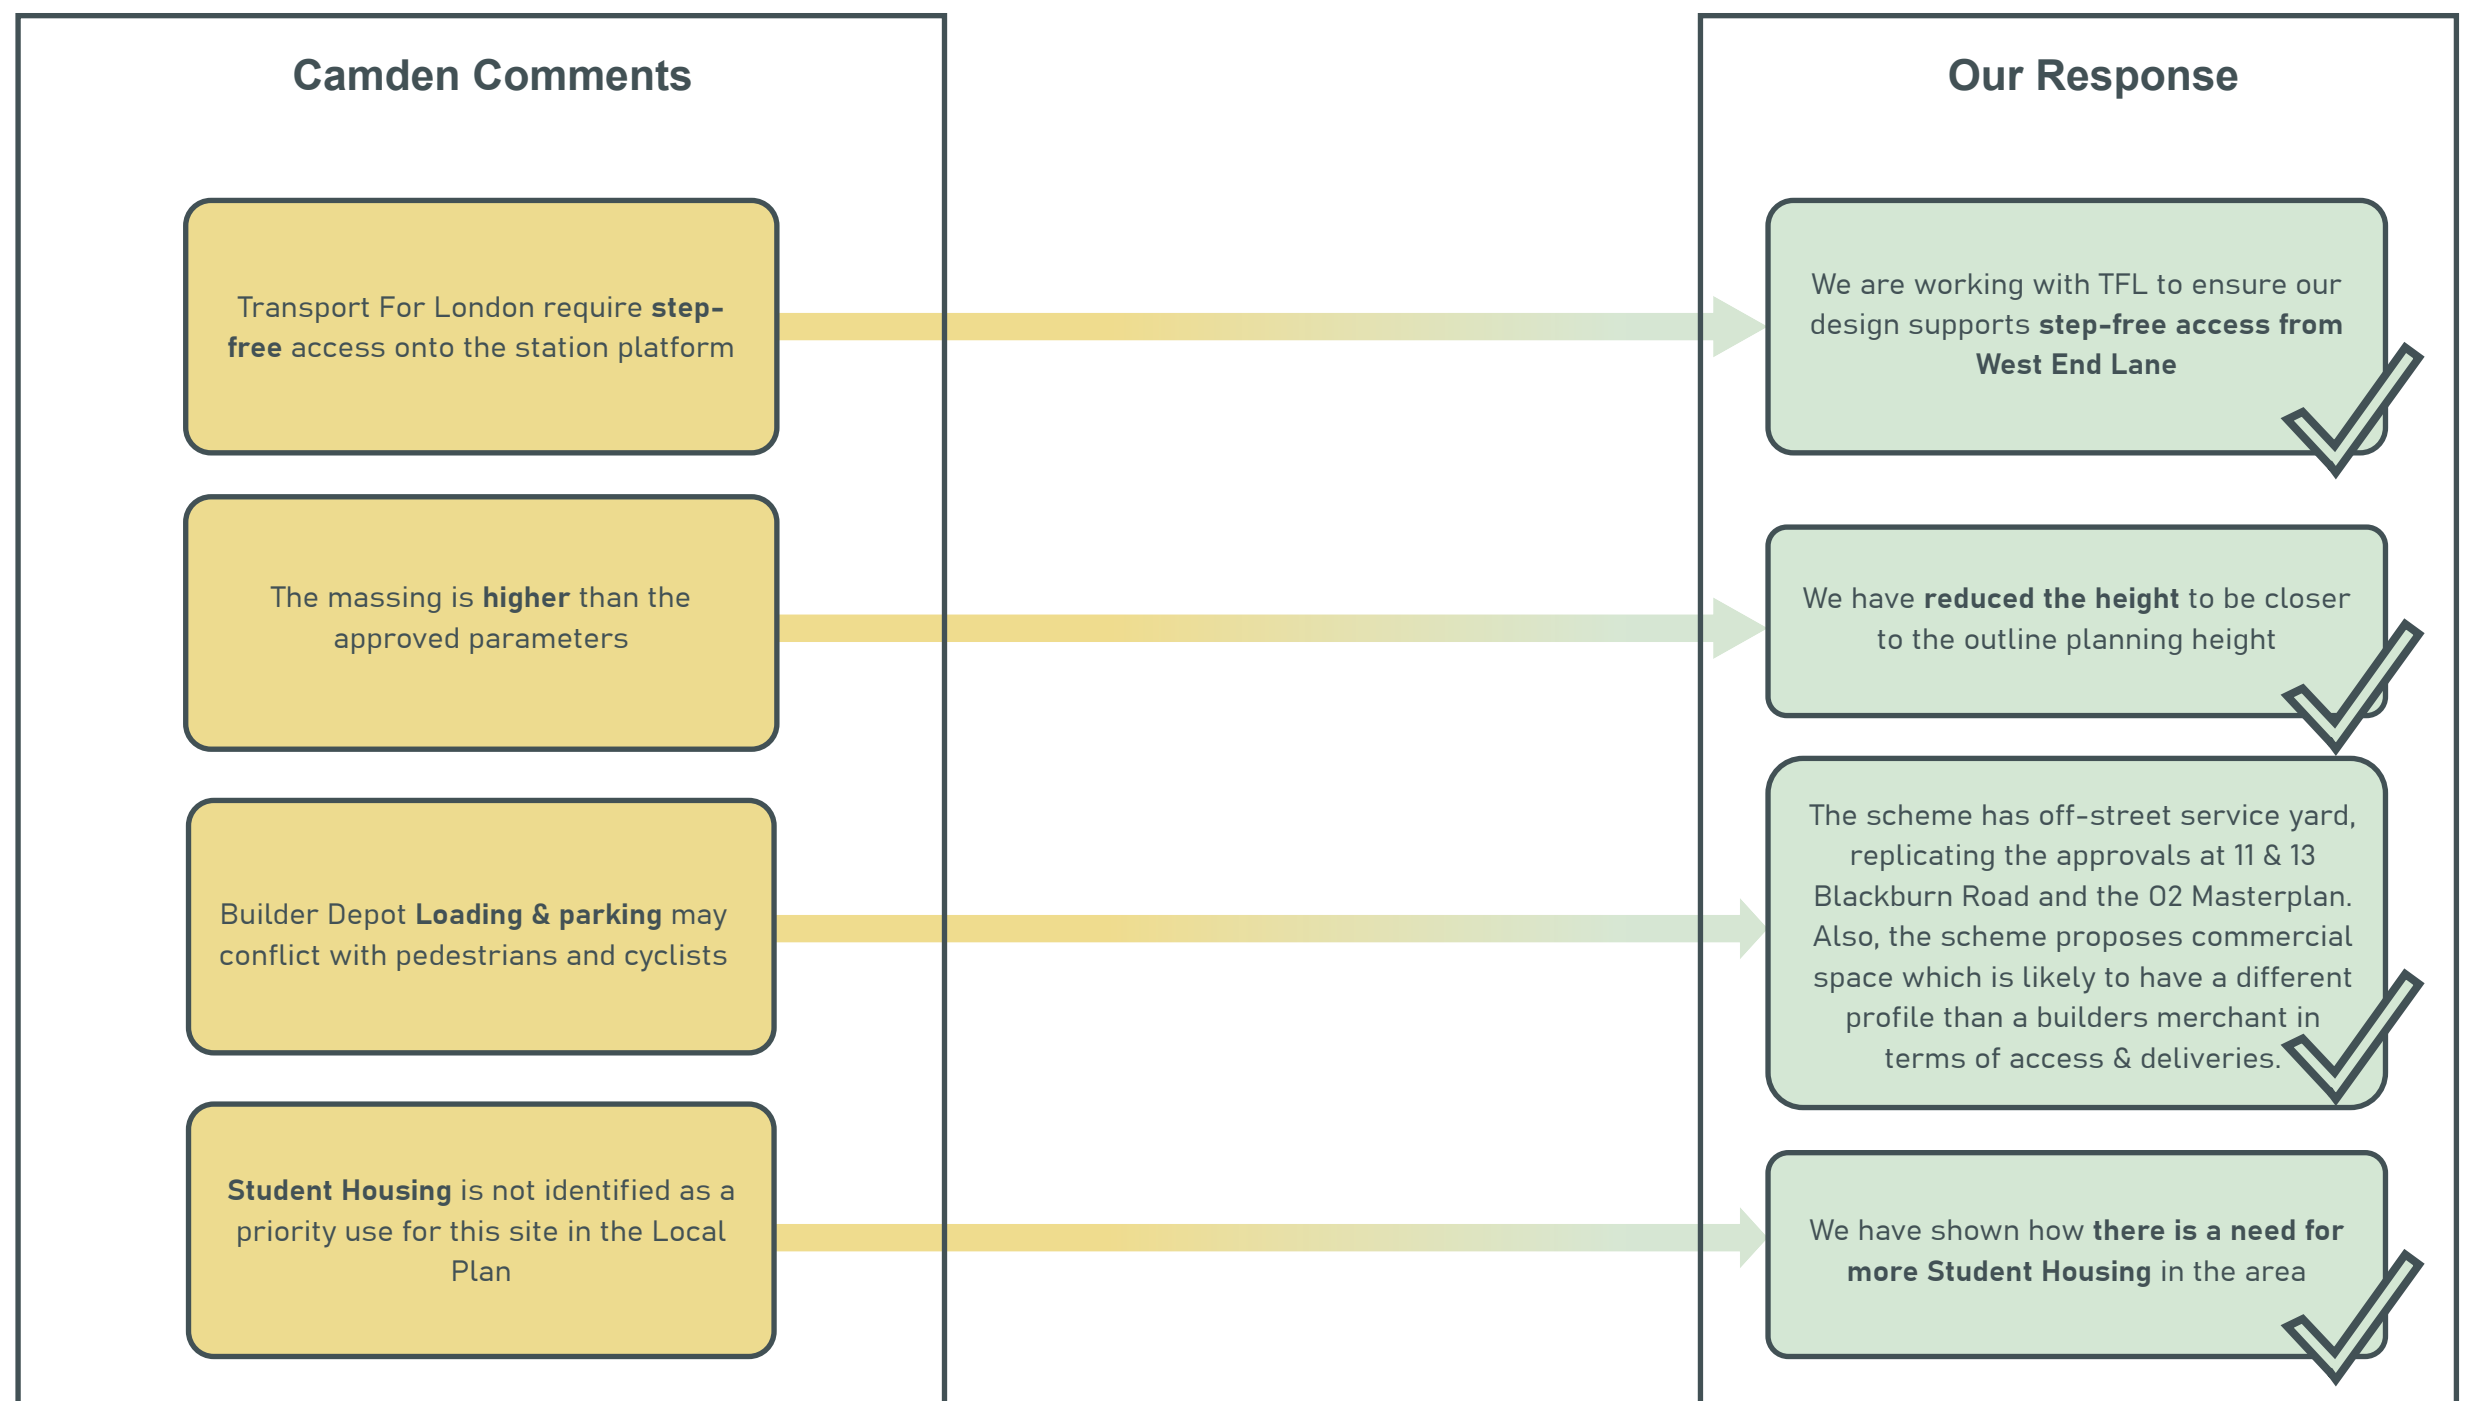 Camden Comments
Transport For London require step-
free access onto the station platform
The massing is higher than the
approved parameters
Builder Depot Loading & parking may
conflict with pedestrians and cyclists
Student Housing is not identified as a
priority use for this site in the Local
Plan
Our Response
We are working with TFL to ensure our
design supports step-free access from
West End Lane
We have reduced the height to be closer
to the outline planning height
The scheme has off-street service yard,
replicating the approvals at 11 & 13
Blackburn Road and the O2 Masterplan.
Also, the scheme proposes commercial
space which is likely to have a different
profile than a builders merchant in
terms of access & deliveries.
We have shown how there is a need for
more Student Housing in the area